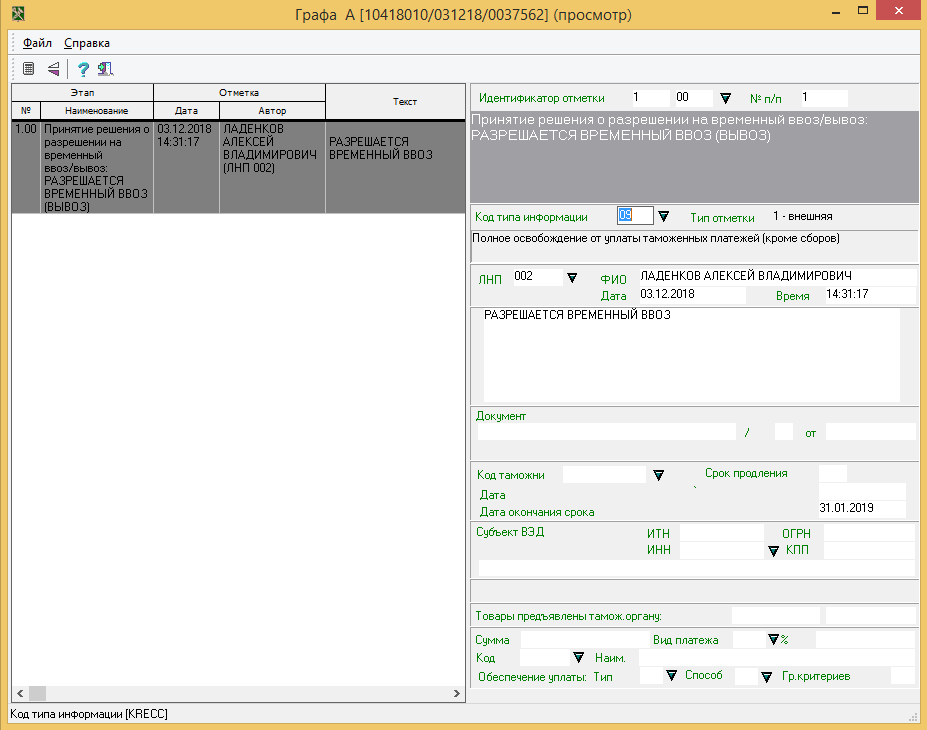 Графа А [10418010/031218/0037562] (просмотр)
Файл Справка
Этап Отметка Текст
№ Наименование Дата Автор
1.00 Принятие решения о разрешении на временный ввоз/вывоз: РАЗРЕШАЕТСЯ ВРЕМЕННЫЙ ВВОЗ (ВЫВОЗ)
03.12.2018 14:31:17
ЛАДЕНКОВ АЛЕКСЕЙ ВЛАДИМИРОВИЧ (ЛНП 002)
РАЗРЕШАЕТСЯ ВРЕМЕННЫЙ ВВОЗ
Идентификатор отметки 1 00 № п/п 1
Принятие решения о разрешении на временный ввоз/вывоз:
РАЗРЕШАЕТСЯ ВРЕМЕННЫЙ ВВОЗ (ВЫВОЗ)
Код типа информации 09 Тип отметки 1 - внешняя
Полное освобождение от уплаты таможенных платежей (кроме сборов)
ЛНП 002 ФИО ЛАДЕНКОВ АЛЕКСЕЙ ВЛАДИМИРОВИЧ
Дата 03.12.2018 Время 14:31:17
РАЗРЕШАЕТСЯ ВРЕМЕННЫЙ ВВОЗ
Документ
/ от
Код таможни Срок продления
Дата
Дата окончания срока 31.01.2019
Субъект ВЭД ИТН ОГРН
ИНН КПП
Товары предъявлены тамож.органу:
Сумма Вид платежа %
Код Наим.
Обеспечение уплаты: Тип Способ Гр.критериев
Код типа информации [KRECC]